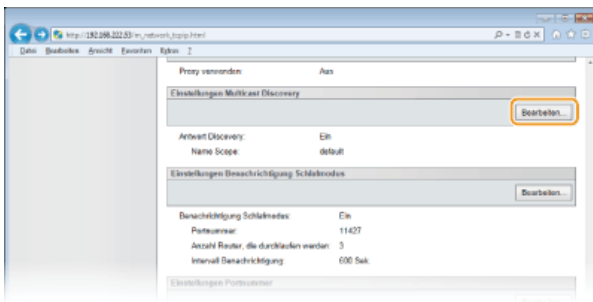 http://192.168.222.53/m_network_tcpip.html
Datei Bearbeiten Ansicht Favoriten Extras ?
Proxy verwenden: Aus
Einstellungen Multicast Discovery
Bearbeiten...
Antwort Discovery: Ein
Name Scope: default
Einstellungen Benachrichtigung Schlafmodus
Bearbeiten...
Benachrichtigung Schlafmodus: Ein
Portnummer: 11427
Anzahl Router, die durchlaufen werden: 3
Intervall Benachrichtigung: 600 Sek.
Einstellungen Portnummer